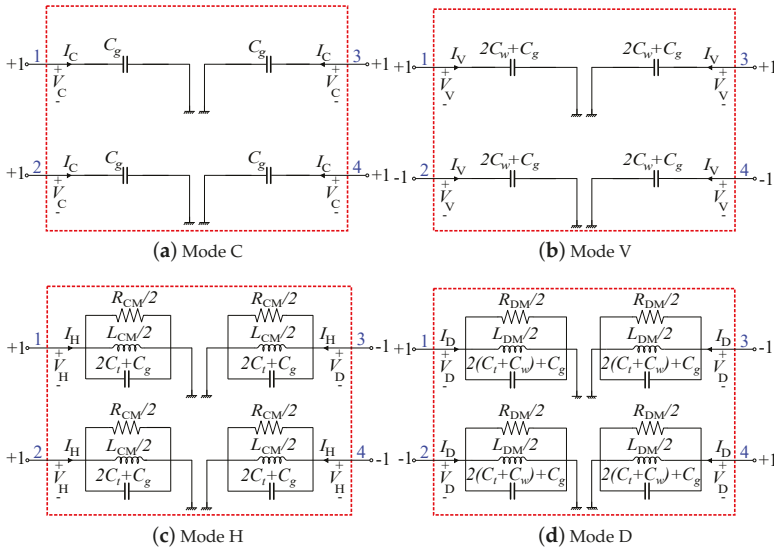 +1 1 I_C C_g C_g I_C 3 +1
+ V_C - + V_C -
+1 2 I_C C_g C_g I_C 4 +1
+ V_C - + V_C -
(a) Mode C
+1 1 I_V 2C_w+C_g 2C_w+C_g I_V 3 +1
+ V_V - + V_V -
-1 2 I_V 2C_w+C_g 2C_w+C_g I_V 4 -1
+ V_V - + V_V -
(b) Mode V
R_CM/2 R_CM/2
+1 1 I_H L_CM/2 L_CM/2 I_H 3 -1
+ V_H - 2C_t+C_g 2C_t+C_g + V_D -
R_CM/2 R_CM/2
+1 2 I_H L_CM/2 L_CM/2 I_H 4 -1
+ V_H - 2C_t+C_g 2C_t+C_g + V_H -
(c) Mode H
R_DM/2 R_DM/2
+1 1 I_D L_DM/2 L_DM/2 I_D 3 -1
+ V_D - 2(C_t+C_w)+C_g 2(C_t+C_w)+C_g + V_D -
R_DM/2 R_DM/2
-1 2 I_D L_DM/2 L_DM/2 I_D 4 +1
+ V_D - 2(C_t+C_w)+C_g 2(C_t+C_w)+C_g + V_D -
(d) Mode D